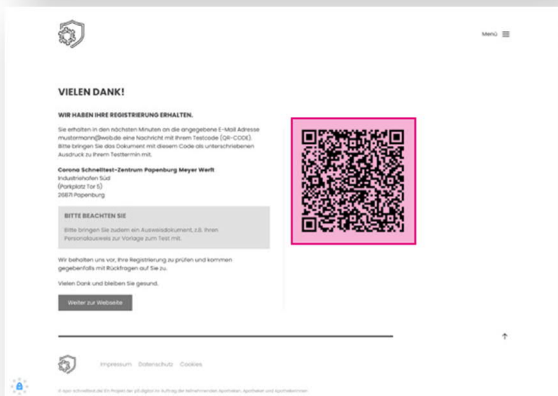 Menü
VIELEN DANK!
WIR HABEN IHRE REGISTRIERUNG ERHALTEN.
Sie erhalten in den nächsten Minuten an die angegebene E-Mail Adresse
mustermann@web.de eine Nachricht mit Ihrem Testcode (QR-CODE).
Bitte bringen Sie das Dokument mit diesem Code als unterschriebenen
Ausdruck zu Ihrem Testtermin mit.
Corona Schnelltest-Zentrum Papenburg Meyer Werft
Industriehafen Süd
(Parkplatz Tor 5)
26871 Papenburg
BITTE BEACHTEN SIE
Bitte bringen Sie zudem ein Ausweisdokument, z.B. Ihren
Personalausweis zur Vorlage zum Test mit.
Wir behalten uns vor, Ihre Registrierung zu prüfen und kommen
gegebenfalls mit Rückfragen auf Sie zu.
Vielen Dank und bleiben Sie gesund.
Weiter zur Webseite
Impressum Datenschutz Cookies